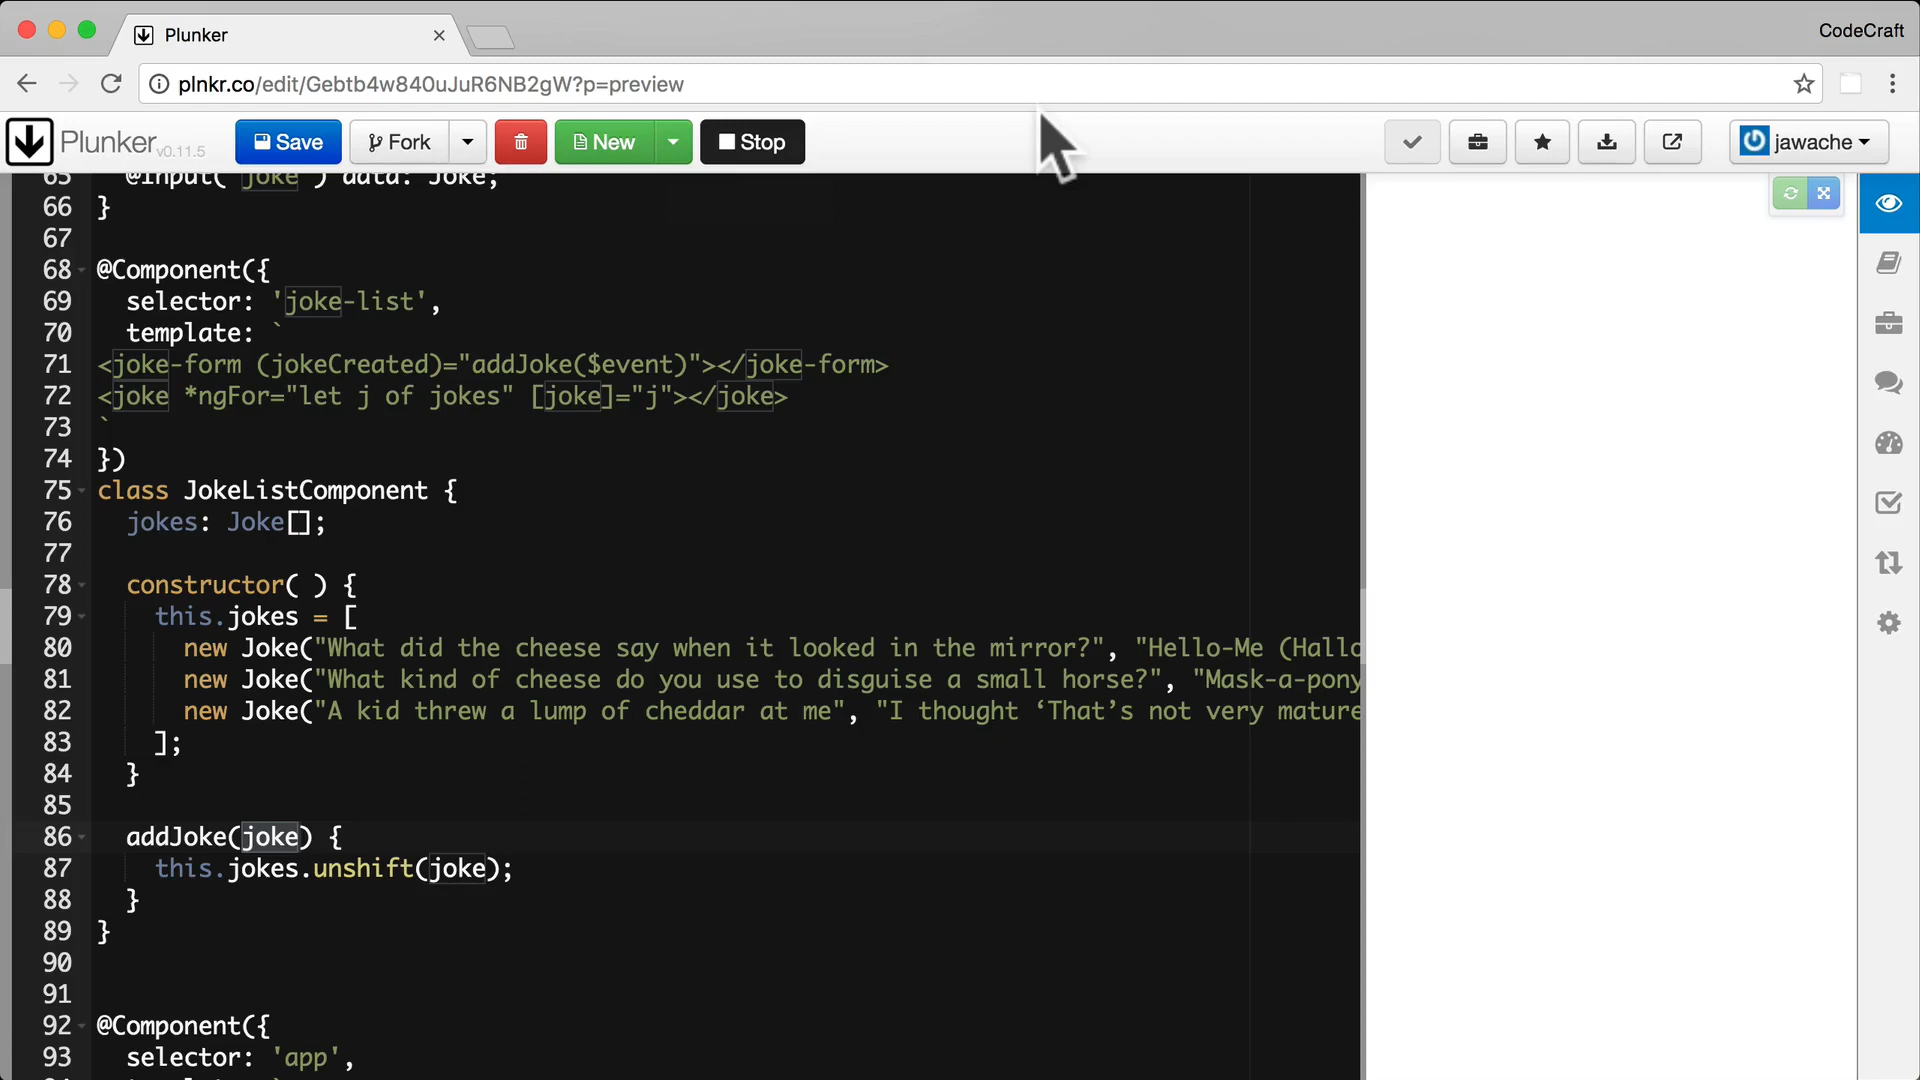 Plunker
CodeCraft
plnkr.co/edit/Gebtb4w840uJuR6NB2gW?p=preview
Plunker v0.11.5
Save
Fork
New
Stop
jawache
65 @Input('joke') data: Joke;
66 }
67
68 @Component({
69 selector: 'joke-list',
70 template: `
71 <joke-form (jokeCreated)="addJoke($event)"></joke-form>
72 <joke *ngFor="let j of jokes" [joke]="j"></joke>
73 `
74 })
75 class JokeListComponent {
76 jokes: Joke[];
77
78 constructor( ) {
79 this.jokes = [
80 new Joke("What did the cheese say when it looked in the mirror?", "Hello-Me (Hallo
81 new Joke("What kind of cheese do you use to disguise a small horse?", "Mask-a-pony
82 new Joke("A kid threw a lump of cheddar at me", "I thought ‘That’s not very mature
83 ];
84 }
85
86 addJoke(joke) {
87 this.jokes.unshift(joke);
88 }
89 }
90
91
92 @Component({
93 selector: 'app',